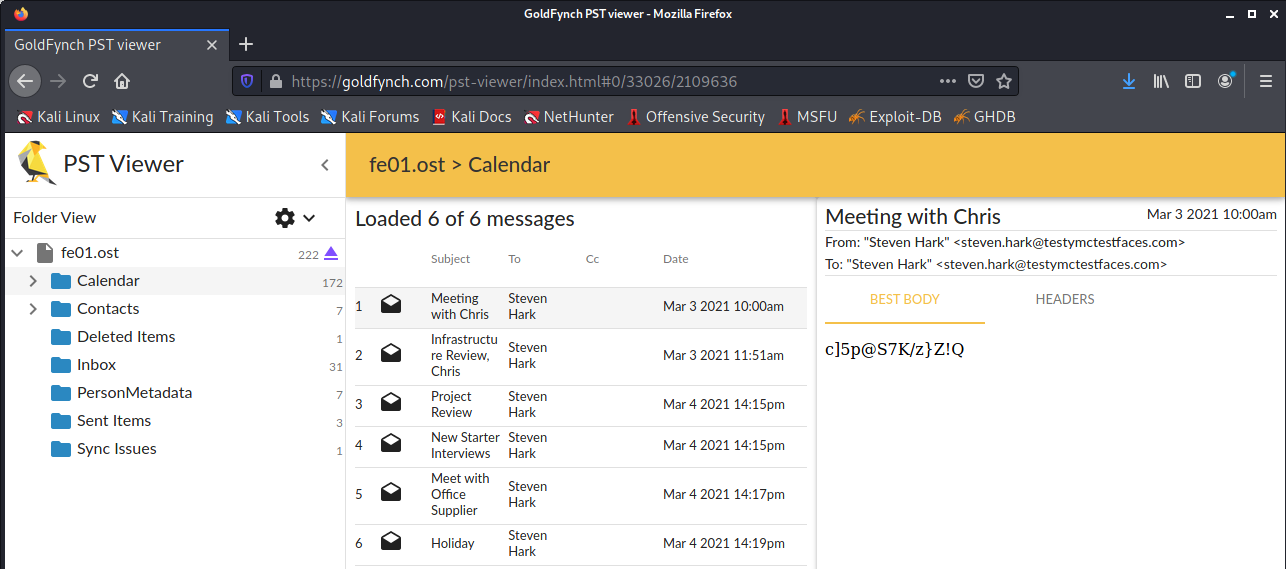 GoldFynch PST viewer - Mozilla Firefox
GoldFynch PST viewer
https://goldfynch.com/pst-viewer/index.html#0/33026/2109636
Kali Linux Kali Training Kali Tools Kali Forums Kali Docs NetHunter Offensive Security MSFU Exploit-DB GHDB
PST Viewer
fe01.ost > Calendar
Folder View
fe01.ost 222
Calendar 172
Contacts 7
Deleted Items 1
Inbox 31
PersonMetadata 7
Sent Items 3
Sync Issues 1
Loaded 6 of 6 messages
Subject To Cc Date
1 Meeting with Chris Steven Hark Mar 3 2021 10:00am
2 Infrastructu re Review, Chris Steven Hark Mar 3 2021 11:51am
3 Project Review Steven Hark Mar 4 2021 14:15pm
4 New Starter Interviews Steven Hark Mar 4 2021 14:15pm
5 Meet with Office Supplier Steven Hark Mar 4 2021 14:17pm
6 Holiday Steven Hark Mar 4 2021 14:19pm
Meeting with Chris Mar 3 2021 10:00am
From: "Steven Hark" <steven.hark@testymctestfaces.com>
To: "Steven Hark" <steven.hark@testymctestfaces.com>
BEST BODY HEADERS
c]5p@S7K/z}Z!Q